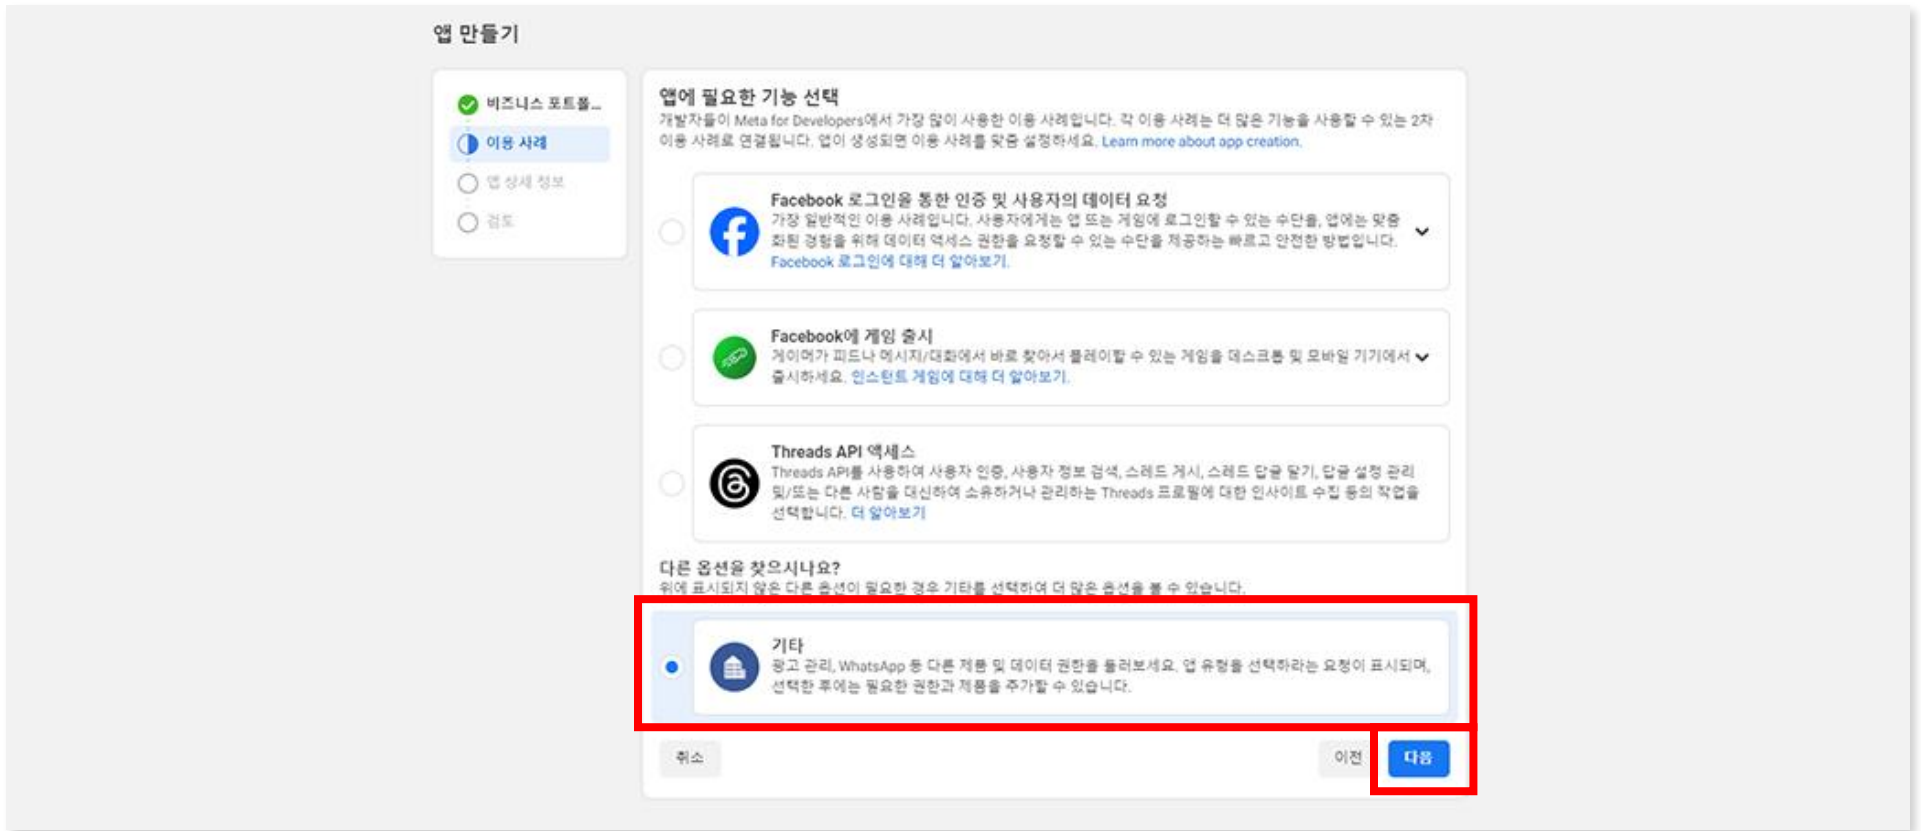 앱 만들기
비즈니스 포트폴...
이용 사례
앱 상세 정보
검토
앱에 필요한 기능 선택
개발자들이 Meta for Developers에서 가장 많이 사용한 이용 사례입니다. 각 이용 사례는 더 많은 기능을 사용할 수 있는 2차
이용 사례로 연결됩니다. 앱이 생성되면 이용 사례를 맞춤 설정하세요. Learn more about app creation.
Facebook 로그인을 통한 인증 및 사용자의 데이터 요청
가장 일반적인 이용 사례입니다. 사용자에게는 앱 또는 게임에 로그인할 수 있는 수단을, 앱에는 맞춤
화된 경험을 위해 데이터 액세스 권한을 요청할 수 있는 수단을 제공하는 빠르고 안전한 방법입니다.
Facebook 로그인에 대해 더 알아보기.
Facebook에 게임 출시
게이머가 피드나 메시지/대화에서 바로 찾아서 플레이할 수 있는 게임을 데스크톱 및 모바일 기기에서
출시하세요. 인스턴트 게임에 대해 더 알아보기.
Threads API 액세스
Threads API를 사용하여 사용자 인증, 사용자 정보 검색, 스레드 게시, 스레드 답글 달기, 답글 설정 관리
및/또는 다른 사람을 대신하여 소유하거나 관리하는 Threads 프로필에 대한 인사이트 수집 등의 작업을
선택합니다. 더 알아보기
다른 옵션을 찾으시나요?
위에 표시되지 않은 다른 옵션이 필요한 경우 기타를 선택하여 더 많은 옵션을 볼 수 있습니다.
기타
광고 관리, WhatsApp 등 다른 제품 및 데이터 권한을 둘러보세요. 앱 유형을 선택하라는 요청이 표시되며,
선택한 후에는 필요한 권한과 제품을 추가할 수 있습니다.
취소
이전
다음